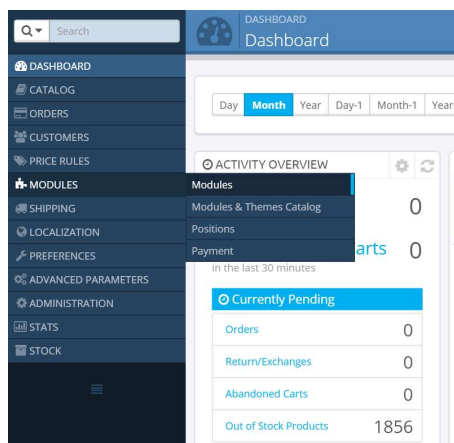 Search
DASHBOARD
Dashboard
DASHBOARD
CATALOG
ORDERS
CUSTOMERS
PRICE RULES
MODULES
SHIPPING
LOCALIZATION
PREFERENCES
ADVANCED PARAMETERS
ADMINISTRATION
STATS
STOCK
Modules
Modules & Themes Catalog
Positions
Payment
Day Month Year Day-1 Month-1 Year
ACTIVITY OVERVIEW
0
arts 0
in the last 30 minutes
Currently Pending
Orders 0
Return/Exchanges 0
Abandoned Carts 0
Out of Stock Products 1856